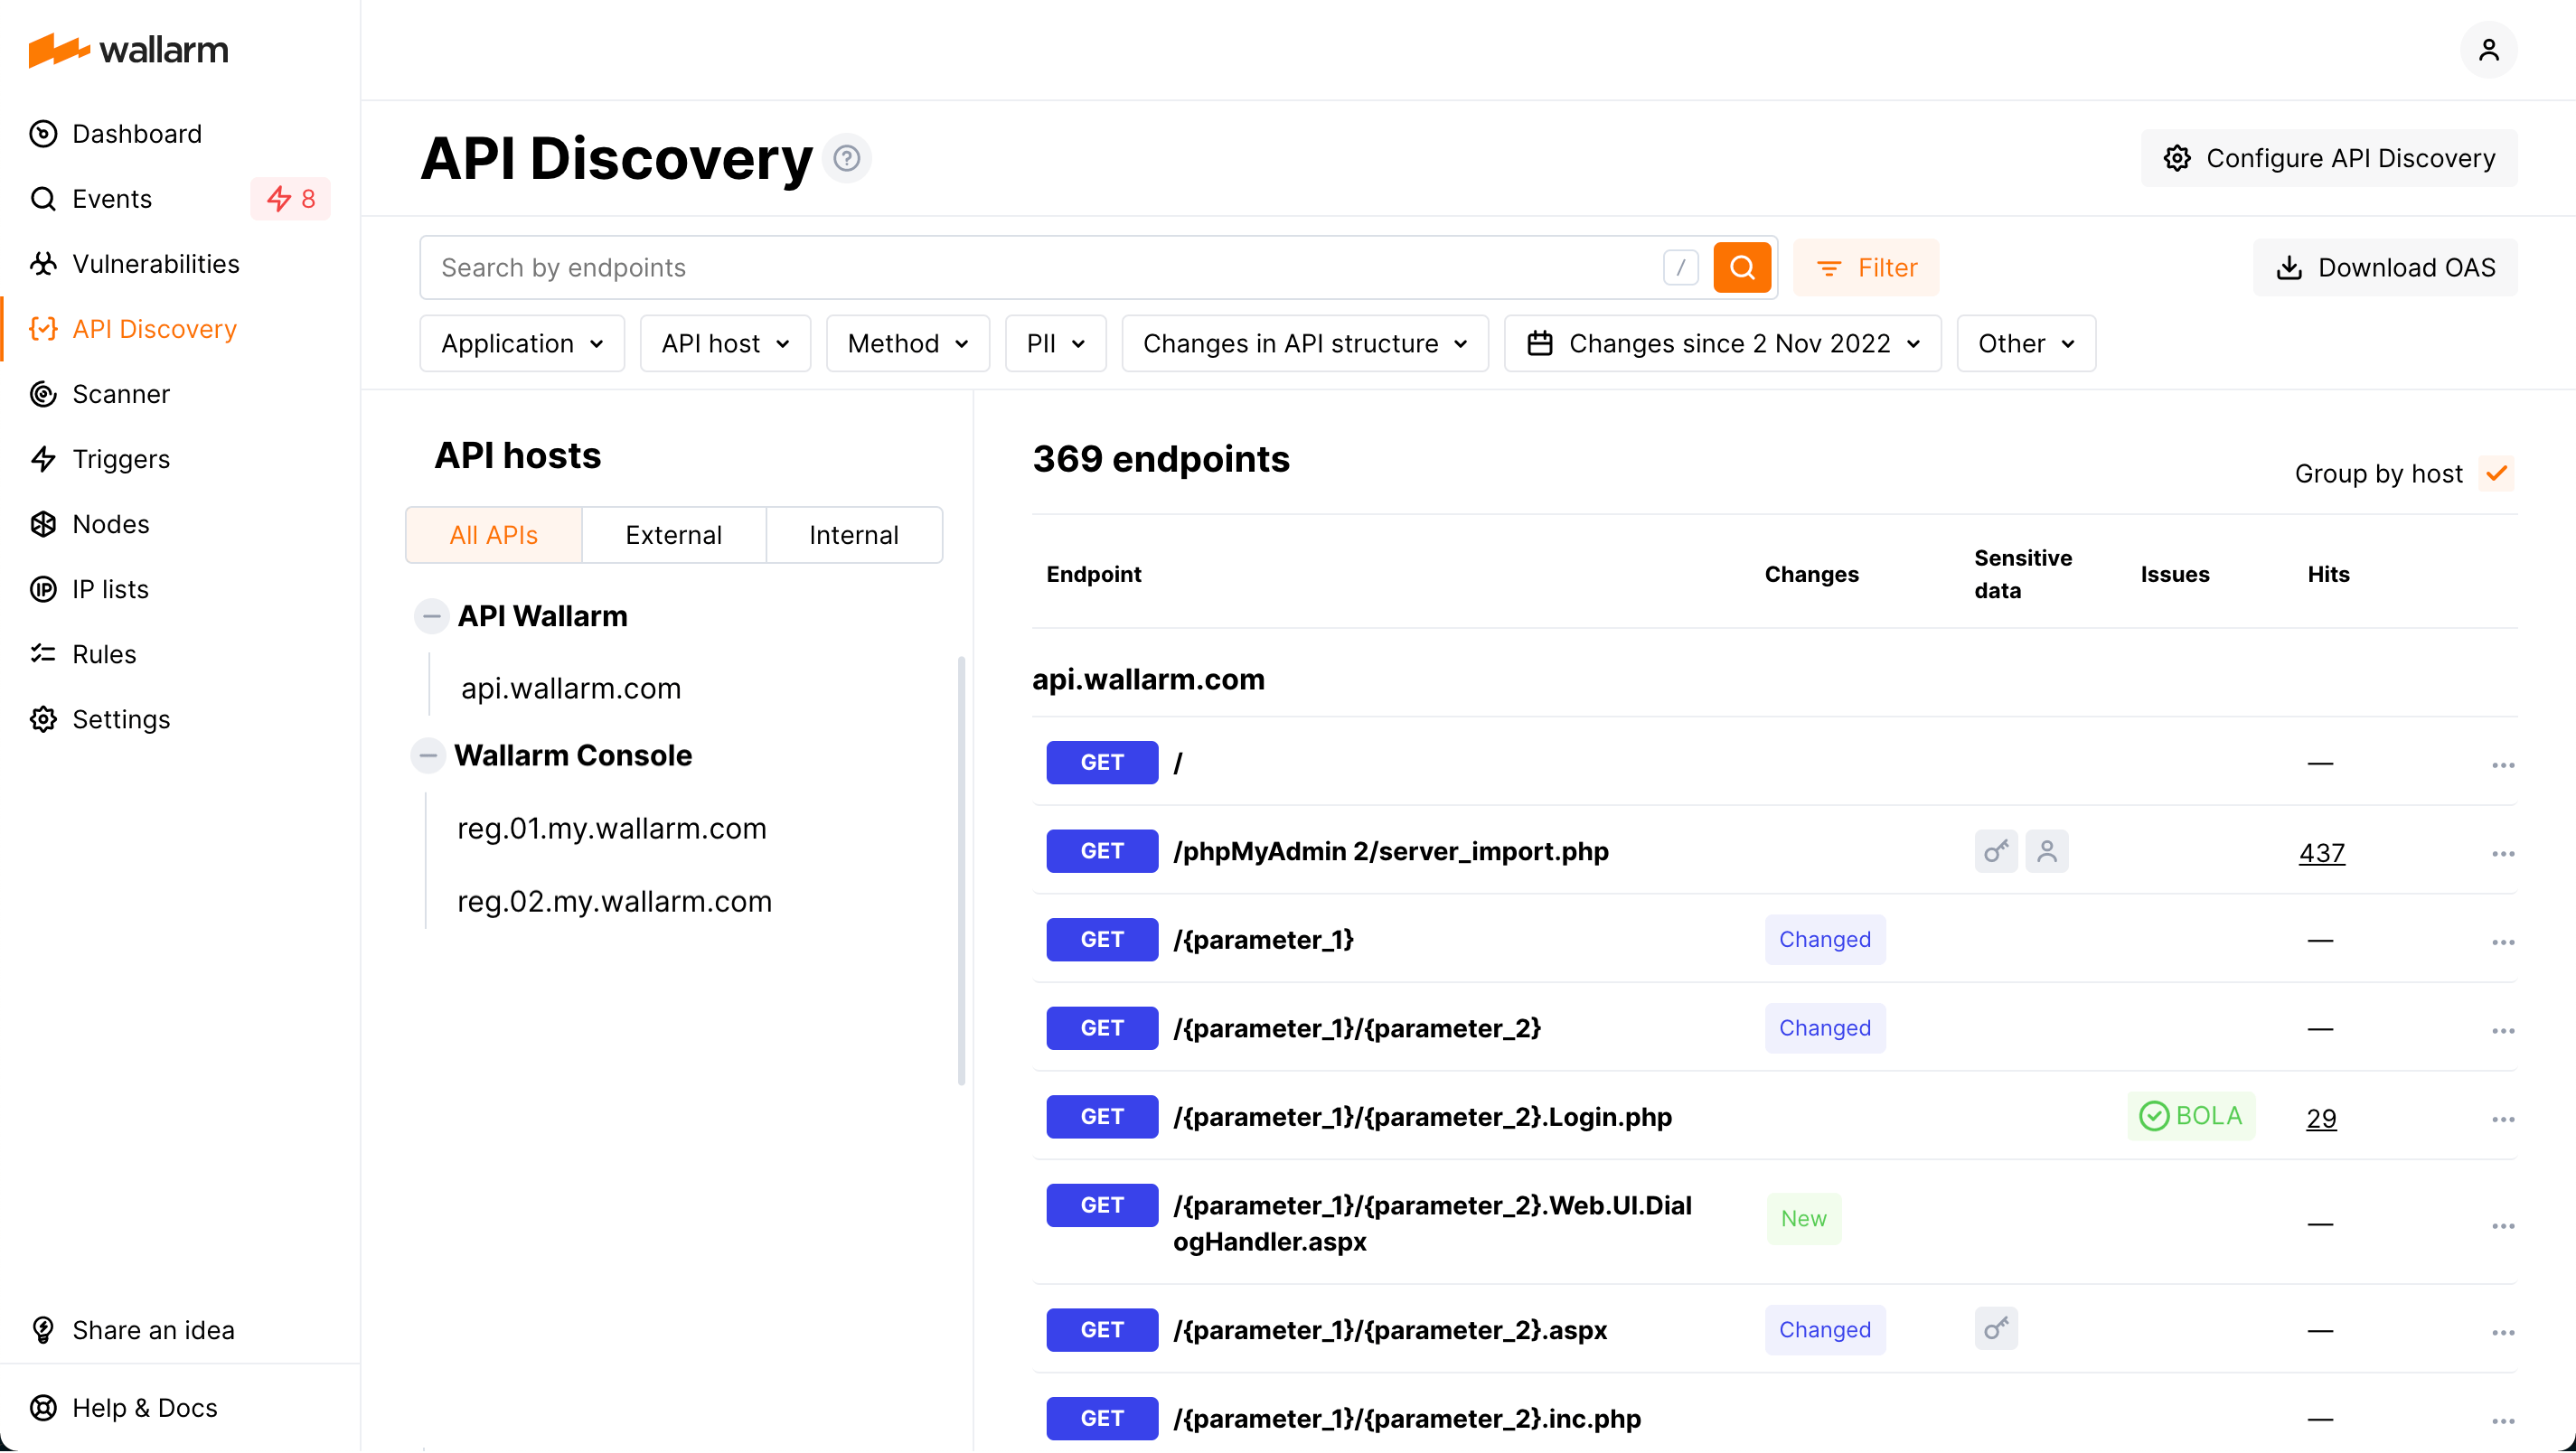 wallarm
Dashboard
Events
8
Vulnerabilities
API Discovery
Scanner
Triggers
Nodes
IP lists
Rules
Settings
Share an idea
Help & Docs
API Discovery
?
Configure API Discovery
Search by endpoints
/
Filter
Download OAS
Application
API host
Method
PII
Changes in API structure
Changes since 2 Nov 2022
Other
API hosts
All APIs
External
Internal
API Wallarm
api.wallarm.com
Wallarm Console
reg.01.my.wallarm.com
reg.02.my.wallarm.com
369 endpoints
Group by host
Endpoint
Changes
Sensitive
data
Issues
Hits
api.wallarm.com
GET / —
GET /phpMyAdmin 2/server_import.php 437
GET /{parameter_1} Changed —
GET /{parameter_1}/{parameter_2} Changed —
GET /{parameter_1}/{parameter_2}.Login.php BOLA 29
GET /{parameter_1}/{parameter_2}.Web.UI.Dial
ogHandler.aspx
New —
GET /{parameter_1}/{parameter_2}.aspx Changed —
GET /{parameter_1}/{parameter_2}.inc.php —